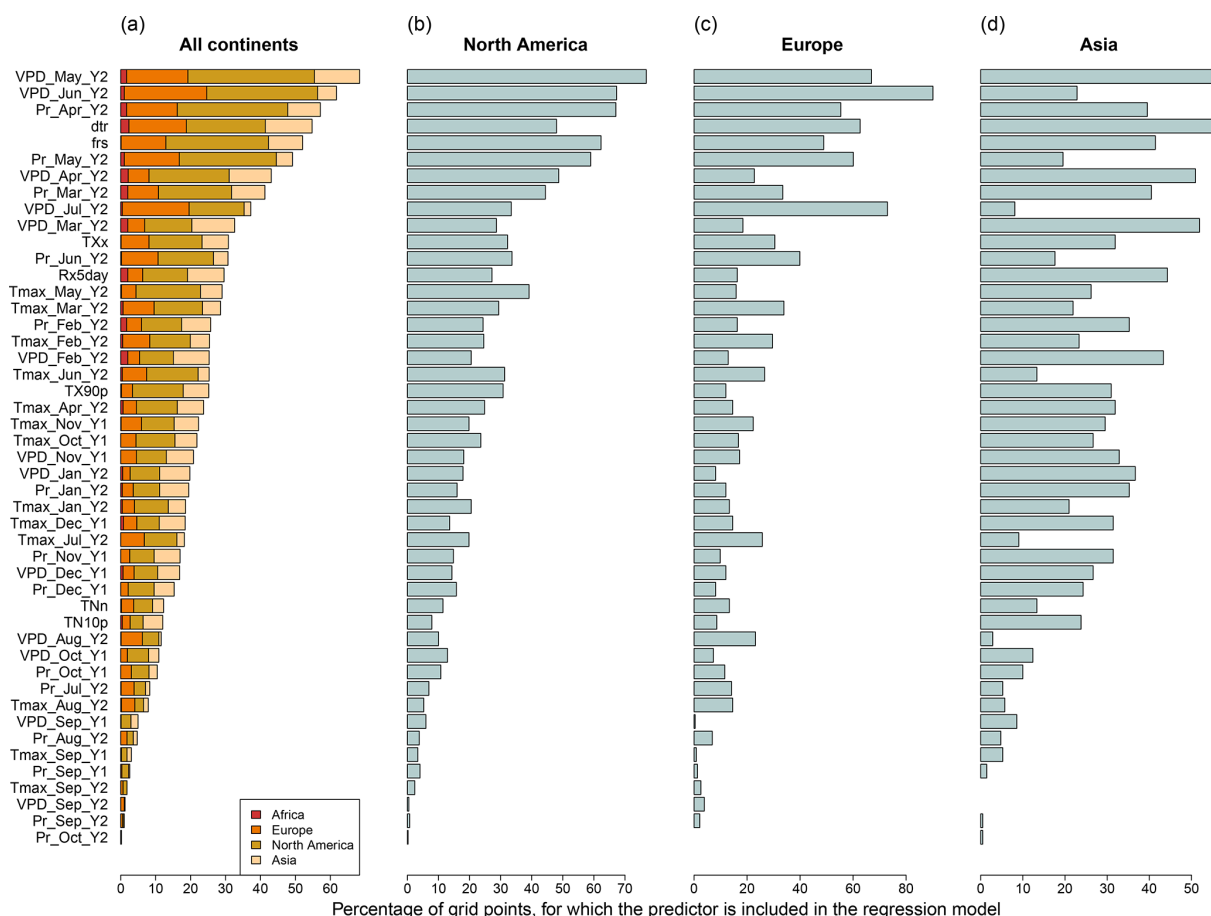 (a) (b) (c) (d)
All continents North America Europe Asia
VPD_May_Y2
VPD_Jun_Y2
Pr_Apr_Y2
dtr
frs
Pr_May_Y2
VPD_Apr_Y2
Pr_Mar_Y2
VPD_Jul_Y2
VPD_Mar_Y2
TXx
Pr_Jun_Y2
Rx5day
Tmax_May_Y2
Tmax_Mar_Y2
Pr_Feb_Y2
Tmax_Feb_Y2
VPD_Feb_Y2
Tmax_Jun_Y2
TX90p
Tmax_Apr_Y2
Tmax_Nov_Y1
Tmax_Oct_Y1
VPD_Nov_Y1
VPD_Jan_Y2
Pr_Jan_Y2
Tmax_Jan_Y2
Tmax_Dec_Y1
Tmax_Jul_Y2
Pr_Nov_Y1
VPD_Dec_Y1
Pr_Dec_Y1
TNn
TN10p
VPD_Aug_Y2
VPD_Oct_Y1
Pr_Oct_Y1
Pr_Jul_Y2
Tmax_Aug_Y2
VPD_Sep_Y1
Pr_Aug_Y2
Tmax_Sep_Y1
Pr_Sep_Y1
Tmax_Sep_Y2
VPD_Sep_Y2
Pr_Sep_Y2
Pr_Oct_Y2
Africa
Europe
North America
Asia
0 10 20 30 40 50 60 0 10 20 30 40 50 60 70 0 20 40 60 80 0 10 20 30 40 50
Percentage of grid points, for which the predictor is included in the regression model